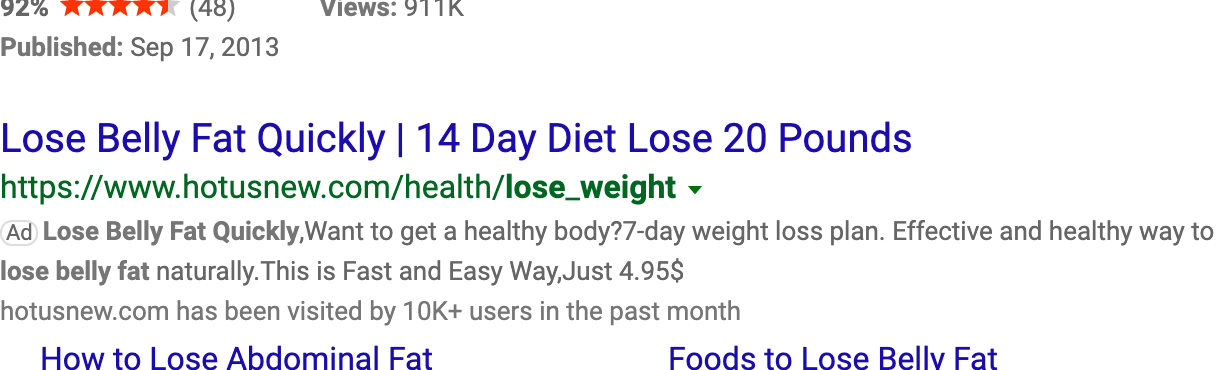 92% (48) Views: 911K
Published: Sep 17, 2013
Lose Belly Fat Quickly | 14 Day Diet Lose 20 Pounds
https://www.hotusnew.com/health/lose_weight
Ad Lose Belly Fat Quickly,Want to get a healthy body?7-day weight loss plan. Effective and healthy way to
lose belly fat naturally.This is Fast and Easy Way,Just 4.95$
hotusnew.com has been visited by 10K+ users in the past month
How to Lose Abdominal Fat Foods to Lose Belly Fat